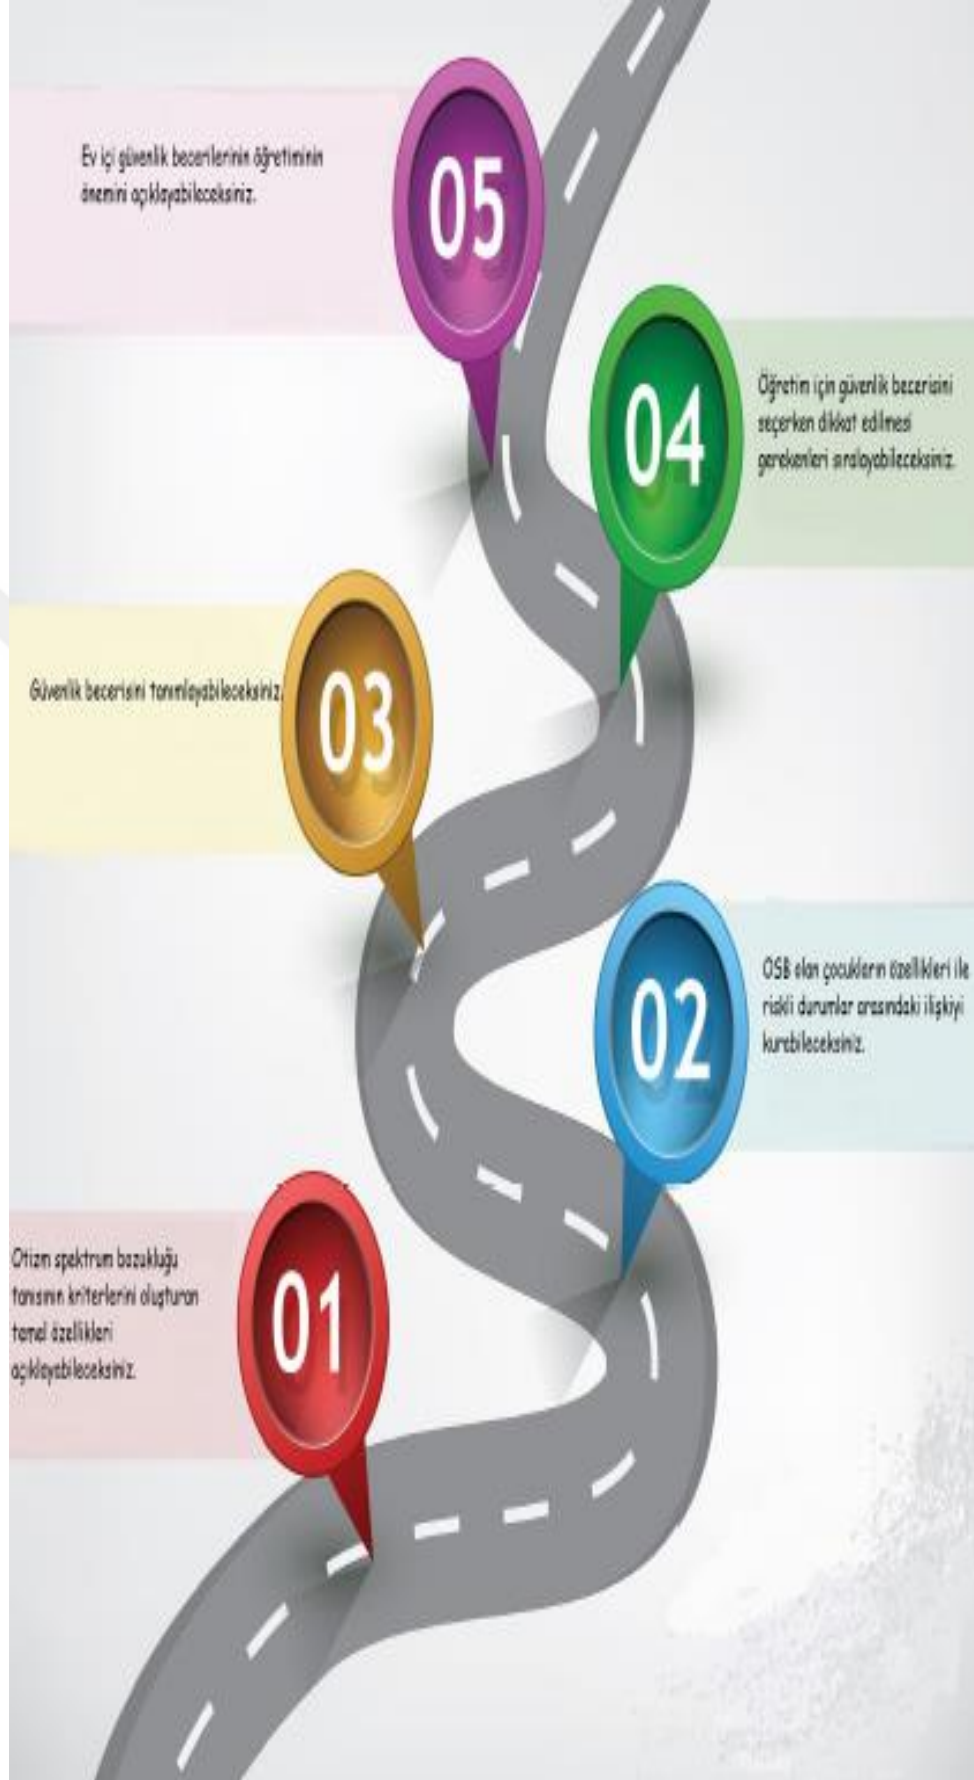 05
Ev içi güvenlik becerilerinin öğretiminin
önemini açıklayabileceksiniz.
04
Öğretim için güvenlik becerisini
seçerken dikkat edilmesi
gerekenleri sıralayabileceksiniz.
03
Güvenlik becerisini tanımlayabileceksiniz.
02
OSB olan çocukların özellikleri ile
riskli durumlar arasındaki ilişkiyi
kurabileceksiniz.
01
Otizm spektrum bozukluğu
tanısının kriterlerini oluşturan
temel özellikleri
açıklayabileceksiniz.